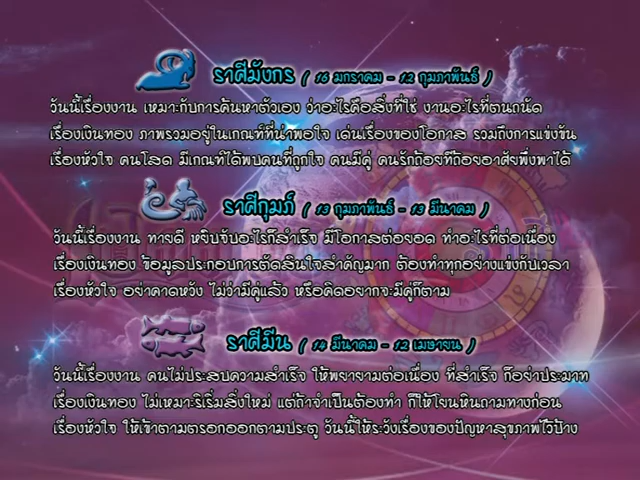 ราศีมังกร ( 15 มกราคม - 12 กุมภาพันธ์ )
วันนี้เรื่องงาน เหมาะกับการค้นหาตัวเอง ว่าอะไรคือสิ่งที่ใช่ งานอะไรที่ตนถนัด
เรื่องเงินทอง ภาพรวมอยู่ในเกณฑ์ที่น่าพอใจ เด่นเรื่องของโอกาส รวมถึงการแข่งขัน
เรื่องหัวใจ คนโสด มีเกณฑ์ได้พบคนที่ถูกใจ คนมีคู่ คนรักถ้อยทีถ้อยอาศัยพึ่งพาได้
ราศีกุมภ์ ( 13 กุมภาพันธ์ - 13 มีนาคม )
วันนี้เรื่องงาน ทายดี หยิบจับอะไรก็สำเร็จ มีโอกาสต่อยอด ทำอะไรที่ต่อเนื่อง
เรื่องเงินทอง ข้อมูลประกอบการตัดสินใจสำคัญมาก ต้องทำทุกอย่างแข่งกับเวลา
เรื่องหัวใจ อย่าคาดหวัง ไม่ว่ามีคู่แล้ว หรือคิดอยากจะมีคู่ก็ตาม
ราศีมีน ( 14 มีนาคม - 12 เมษายน )
วันนี้เรื่องงาน คนไม่ประสบความสำเร็จ ให้พยายามต่อเนื่อง ที่สำเร็จ ก็อย่าประมาท
เรื่องเงินทอง ไม่เหมาะริเริ่มสิ่งใหม่ แต่ถ้าจำเป็นต้องทำ ก็ให้โยนหินถามทางก่อน
เรื่องหัวใจ ให้เข้าตามตรอกออกตามประตู วันนี้ให้ระวังเรื่องของปัญหาสุขภาพไว้บ้าง